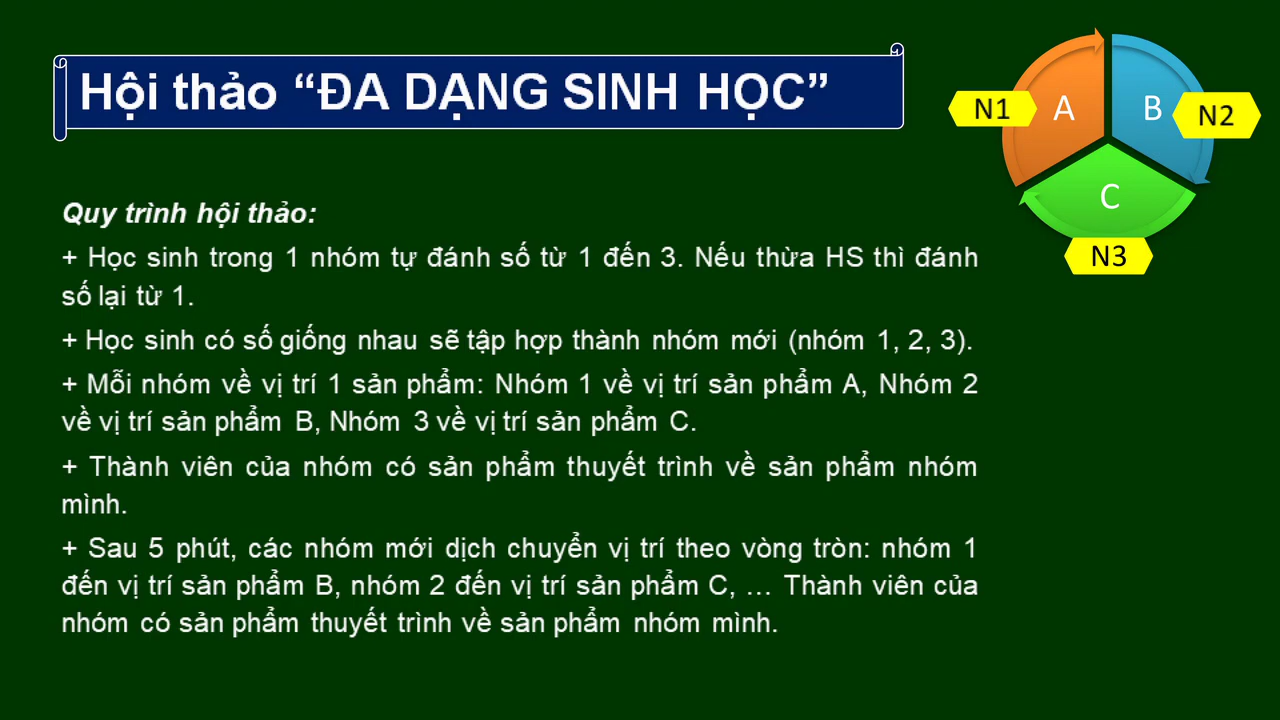 Hội thảo “ĐA DẠNG SINH HỌC”
N1
A
B
N2
C
N3
Quy trình hội thảo:
+ Học sinh trong 1 nhóm tự đánh số từ 1 đến 3. Nếu thừa HS thì đánh
số lại từ 1.
+ Học sinh có số giống nhau sẽ tập hợp thành nhóm mới (nhóm 1, 2, 3).
+ Mỗi nhóm về vị trí 1 sản phẩm: Nhóm 1 về vị trí sản phẩm A, Nhóm 2
về vị trí sản phẩm B, Nhóm 3 về vị trí sản phẩm C.
+ Thành viên của nhóm có sản phẩm thuyết trình về sản phẩm nhóm
mình.
+ Sau 5 phút, các nhóm mới dịch chuyển vị trí theo vòng tròn: nhóm 1
đến vị trí sản phẩm B, nhóm 2 đến vị trí sản phẩm C, … Thành viên của
nhóm có sản phẩm thuyết trình về sản phẩm nhóm mình.